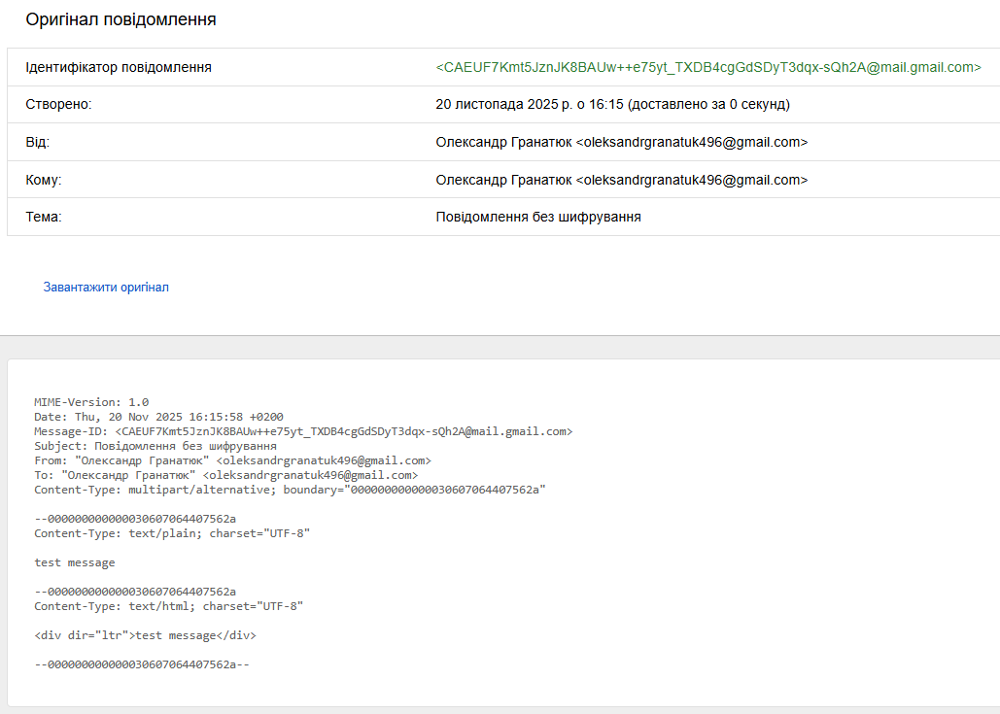 Оригінал повідомлення
Ідентифікатор повідомлення <CAEUF7Kmt5JznJK8BAUw++e75yt_TXDB4cgGdSDyT3dqx-sQh2A@mail.gmail.com>
Створено: 20 листопада 2025 р. о 16:15 (доставлено за 0 секунд)
Від: Олександр Гранатюк <oleksandrgranatuk496@gmail.com>
Кому: Олександр Гранатюк <oleksandrgranatuk496@gmail.com>
Тема: Повідомлення без шифрування
Завантажити оригінал
MIME-Version: 1.0
Date: Thu, 20 Nov 2025 16:15:58 +0200
Message-ID: <CAEUF7Kmt5JznJK8BAUw++e75yt_TXDB4cgGdSDyT3dqx-sQh2A@mail.gmail.com>
Subject: Повідомлення без шифрування
From: "Олександр Гранатюк" <oleksandrgranatuk496@gmail.com>
To: "Олександр Гранатюк" <oleksandrgranatuk496@gmail.com>
Content-Type: multipart/alternative; boundary="000000000000030607064407562a"
--000000000000030607064407562a
Content-Type: text/plain; charset="UTF-8"
test message
--000000000000030607064407562a
Content-Type: text/html; charset="UTF-8"
<div dir="ltr">test message</div>
--000000000000030607064407562a--